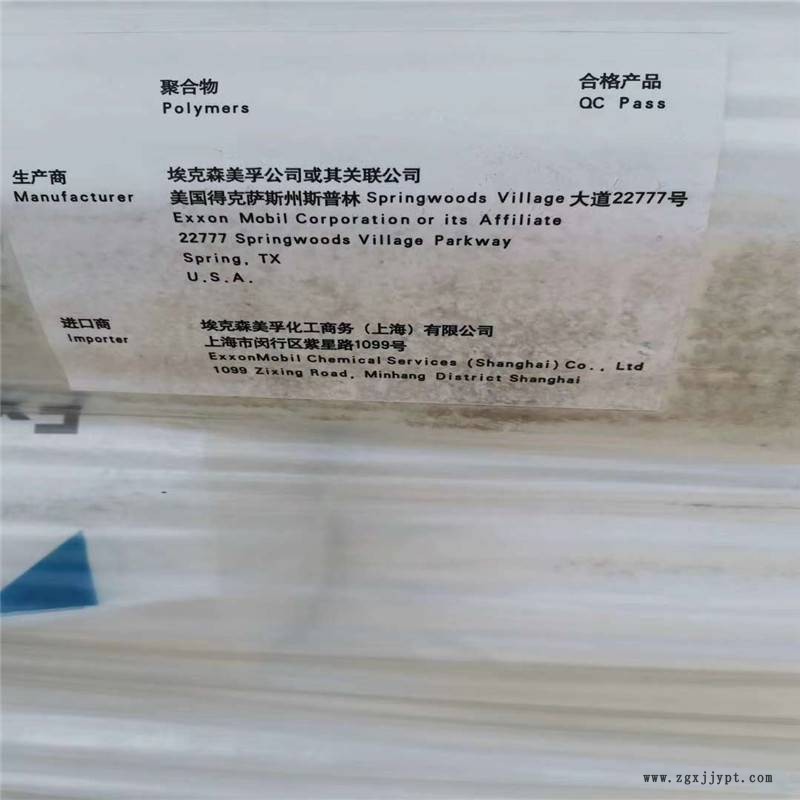 聚合物
Polymers
合格产品
QC Pass
生产商
Manufacturer
埃克森美孚公司或其关联公司
美国得克萨斯州斯普林 Springwoods Village 大道22777号
Exxon Mobil Corporation or its Affiliate
22777 Springwoods Village Parkway
Spring, TX
U.S.A.
进口商
Importer
埃克森美孚化工商务（上海）有限公司
上海市闵行区紫星路1099号
ExxonMobil Chemical Services (Shanghai) Co., Ltd
1099 Zixing Road, Minhang District Shanghai
www.zgxjjypt.com